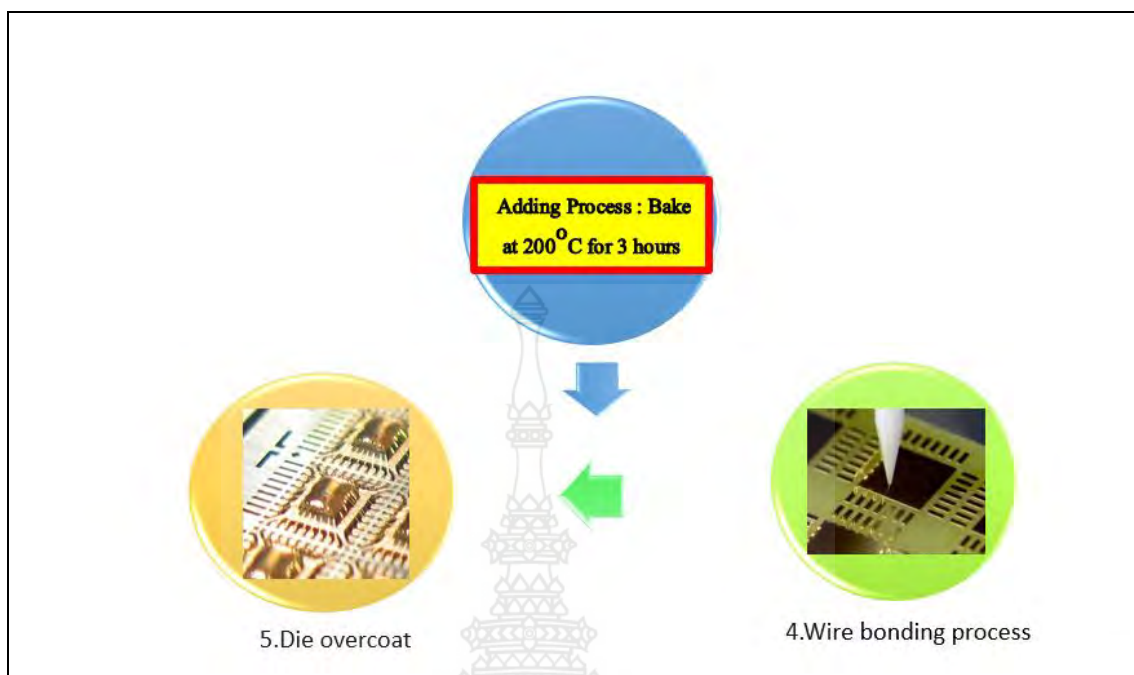 Adding Process : Bake
at 200°C for 3 hours
5.Die overcoat
4.Wire bonding process